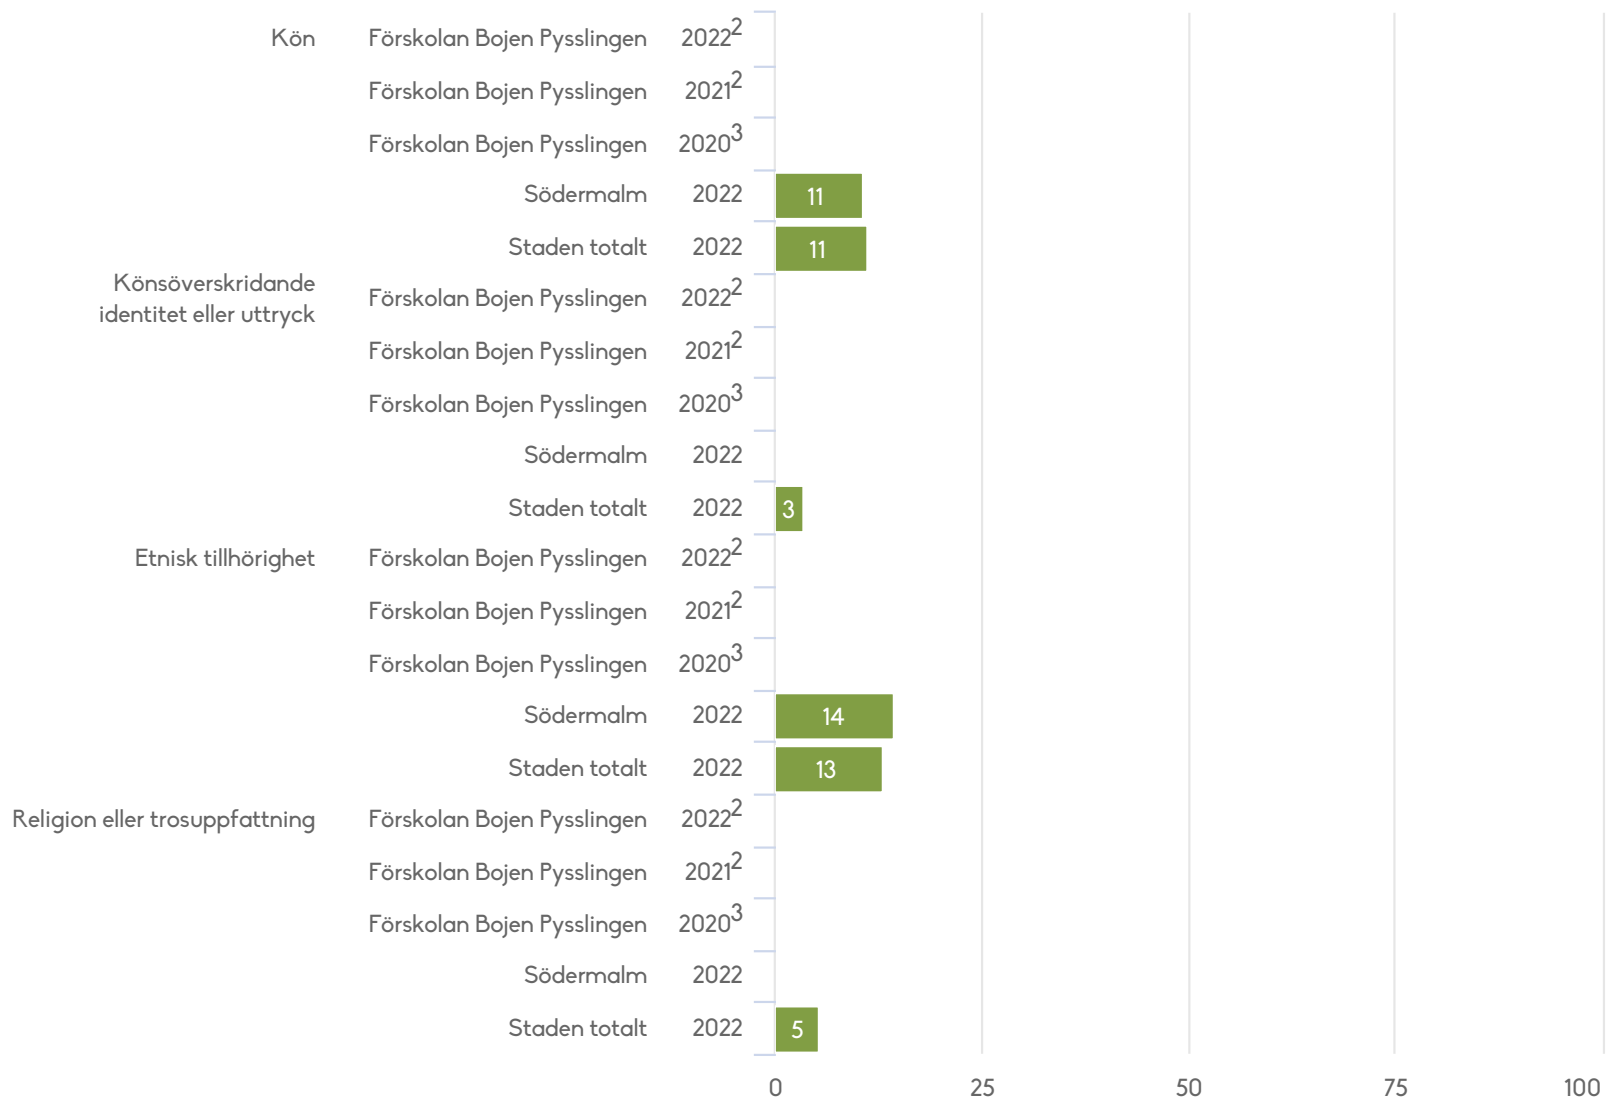 Kön Förskolan Bojen Pysslingen 2022²
Förskolan Bojen Pysslingen 2021²
Förskolan Bojen Pysslingen 2020³
Södermalm 2022 11
Staden totalt 2022 11
Könsöverskridande
identitet eller uttryck
Förskolan Bojen Pysslingen 2022²
Förskolan Bojen Pysslingen 2021²
Förskolan Bojen Pysslingen 2020³
Södermalm 2022
Staden totalt 2022 3
Etnisk tillhörighet Förskolan Bojen Pysslingen 2022²
Förskolan Bojen Pysslingen 2021²
Förskolan Bojen Pysslingen 2020³
Södermalm 2022 14
Staden totalt 2022 13
Religion eller trosuppfattning Förskolan Bojen Pysslingen 2022²
Förskolan Bojen Pysslingen 2021²
Förskolan Bojen Pysslingen 2020³
Södermalm 2022
Staden totalt 2022 5
0 25 50 75 100